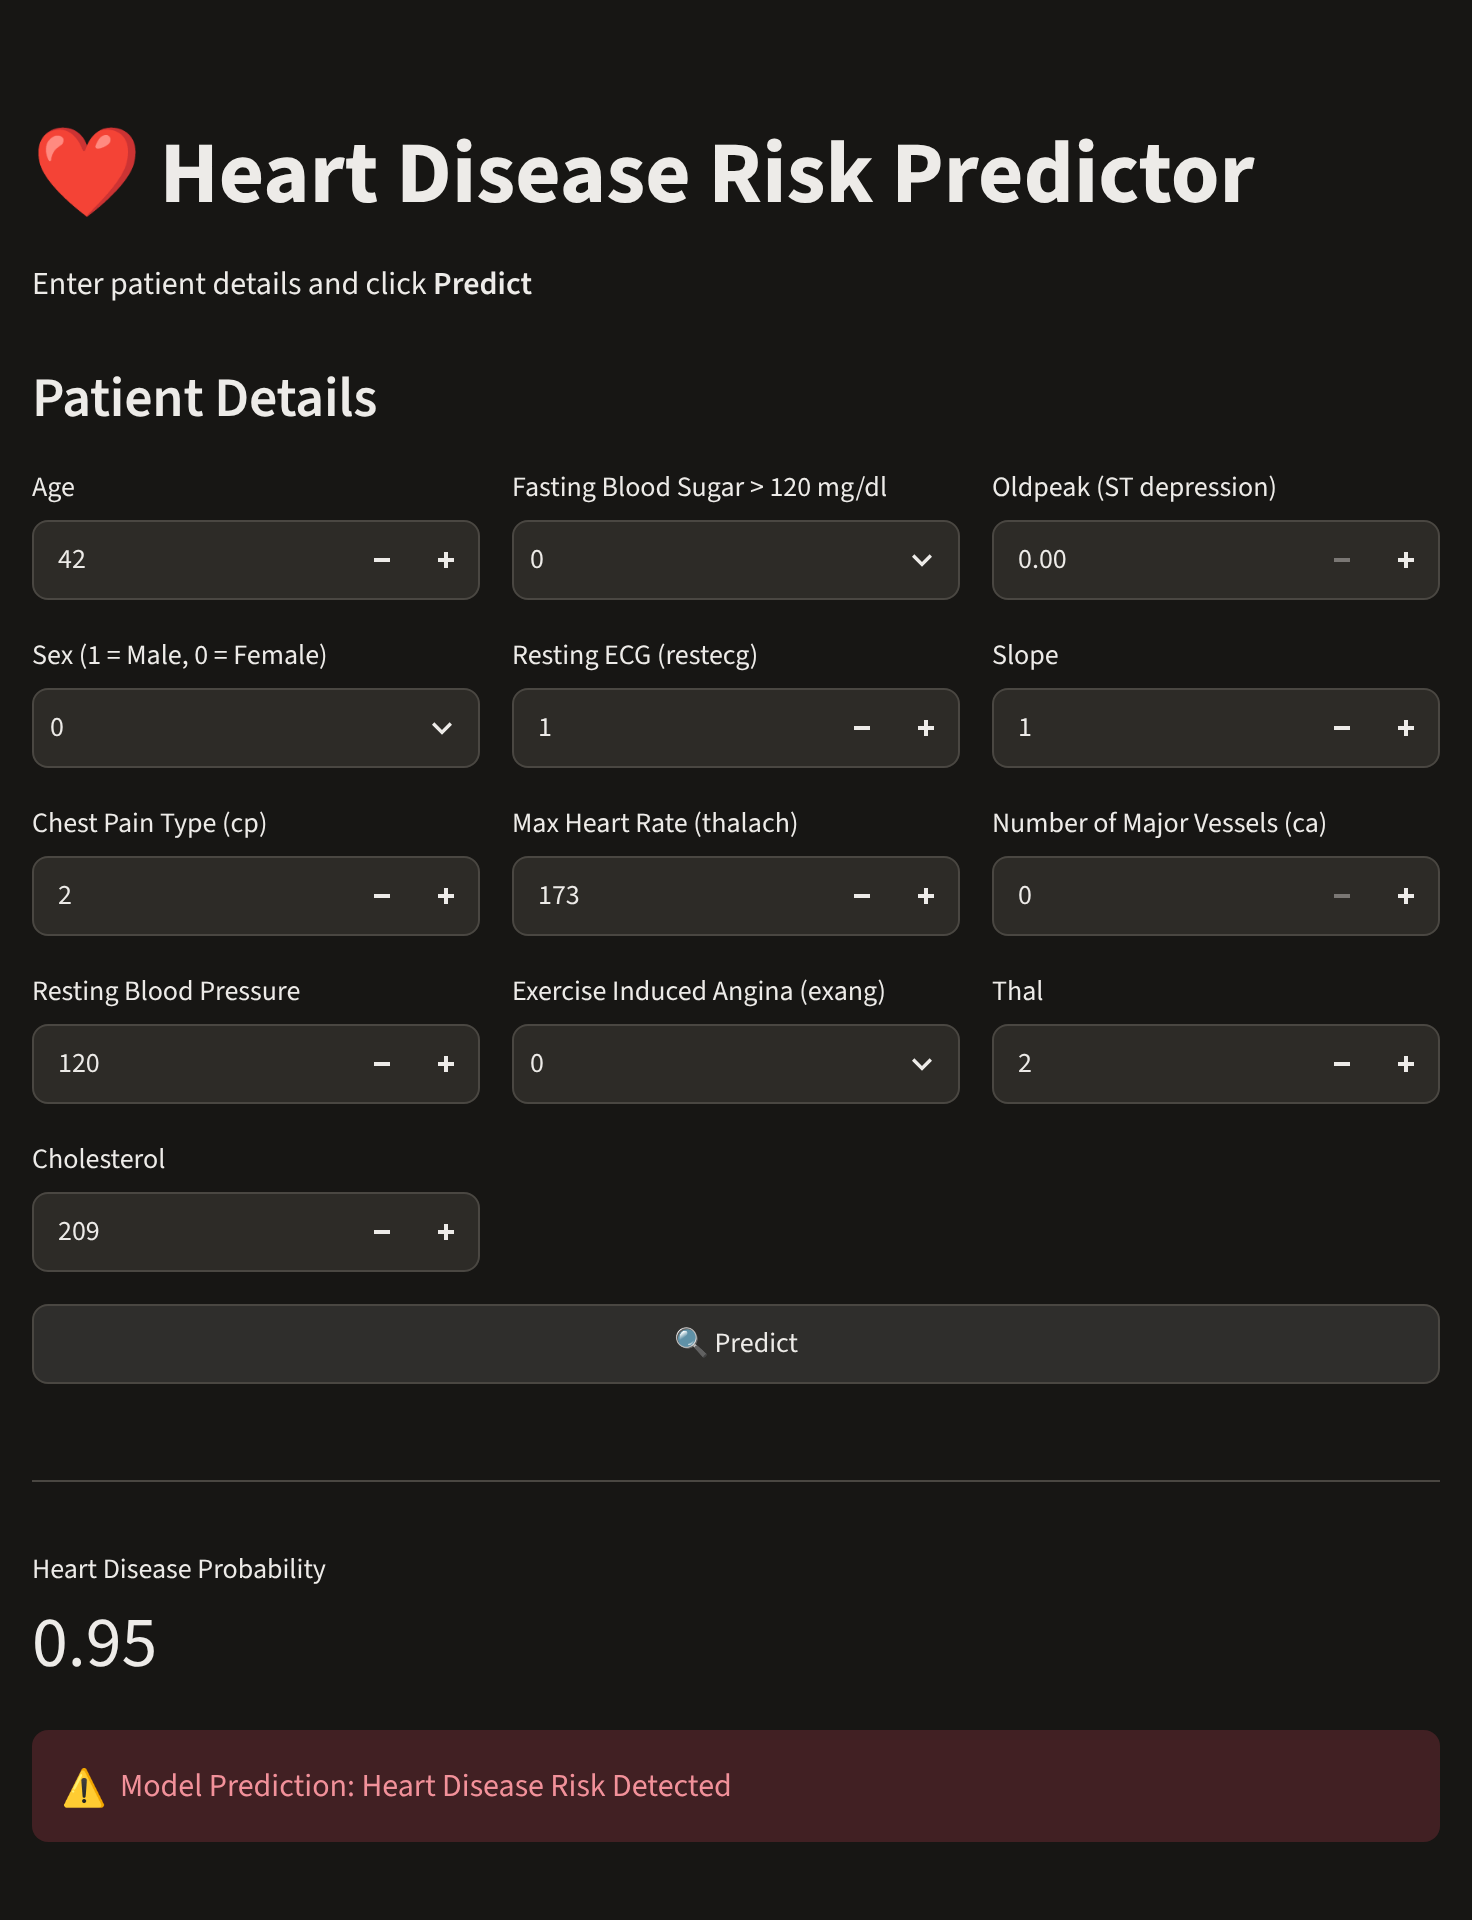 ❤️ Heart Disease Risk Predictor
Enter patient details and click Predict
Patient Details
Age
42
Sex (1 = Male, 0 = Female)
0
Chest Pain Type (cp)
2
Resting Blood Pressure
120
Cholesterol
209
Fasting Blood Sugar > 120 mg/dl
0
Resting ECG (restecg)
1
Max Heart Rate (thalach)
173
Exercise Induced Angina (exang)
0
Oldpeak (ST depression)
0.00
Slope
1
Number of Major Vessels (ca)
0
Thal
2
🔍 Predict
Heart Disease Probability
0.95
⚠️ Model Prediction: Heart Disease Risk Detected